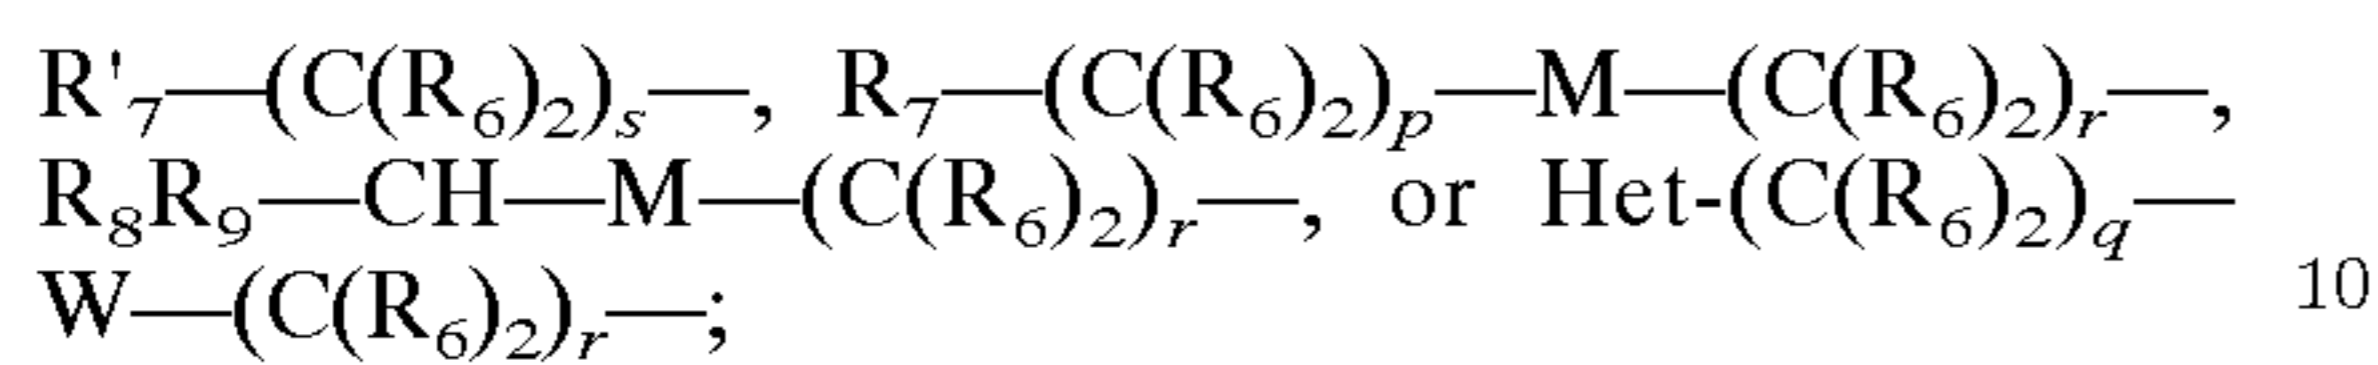 R'₇—(C(R₆)₂)ₛ—, R₇—(C(R₆)₂)ₚ—M—(C(R₆)₂)ᵣ—,
R₈R₉—CH—M—(C(R₆)₂)ᵣ—, or Het-(C(R₆)₂)q—
W—(C(R₆)₂)ᵣ—; 10